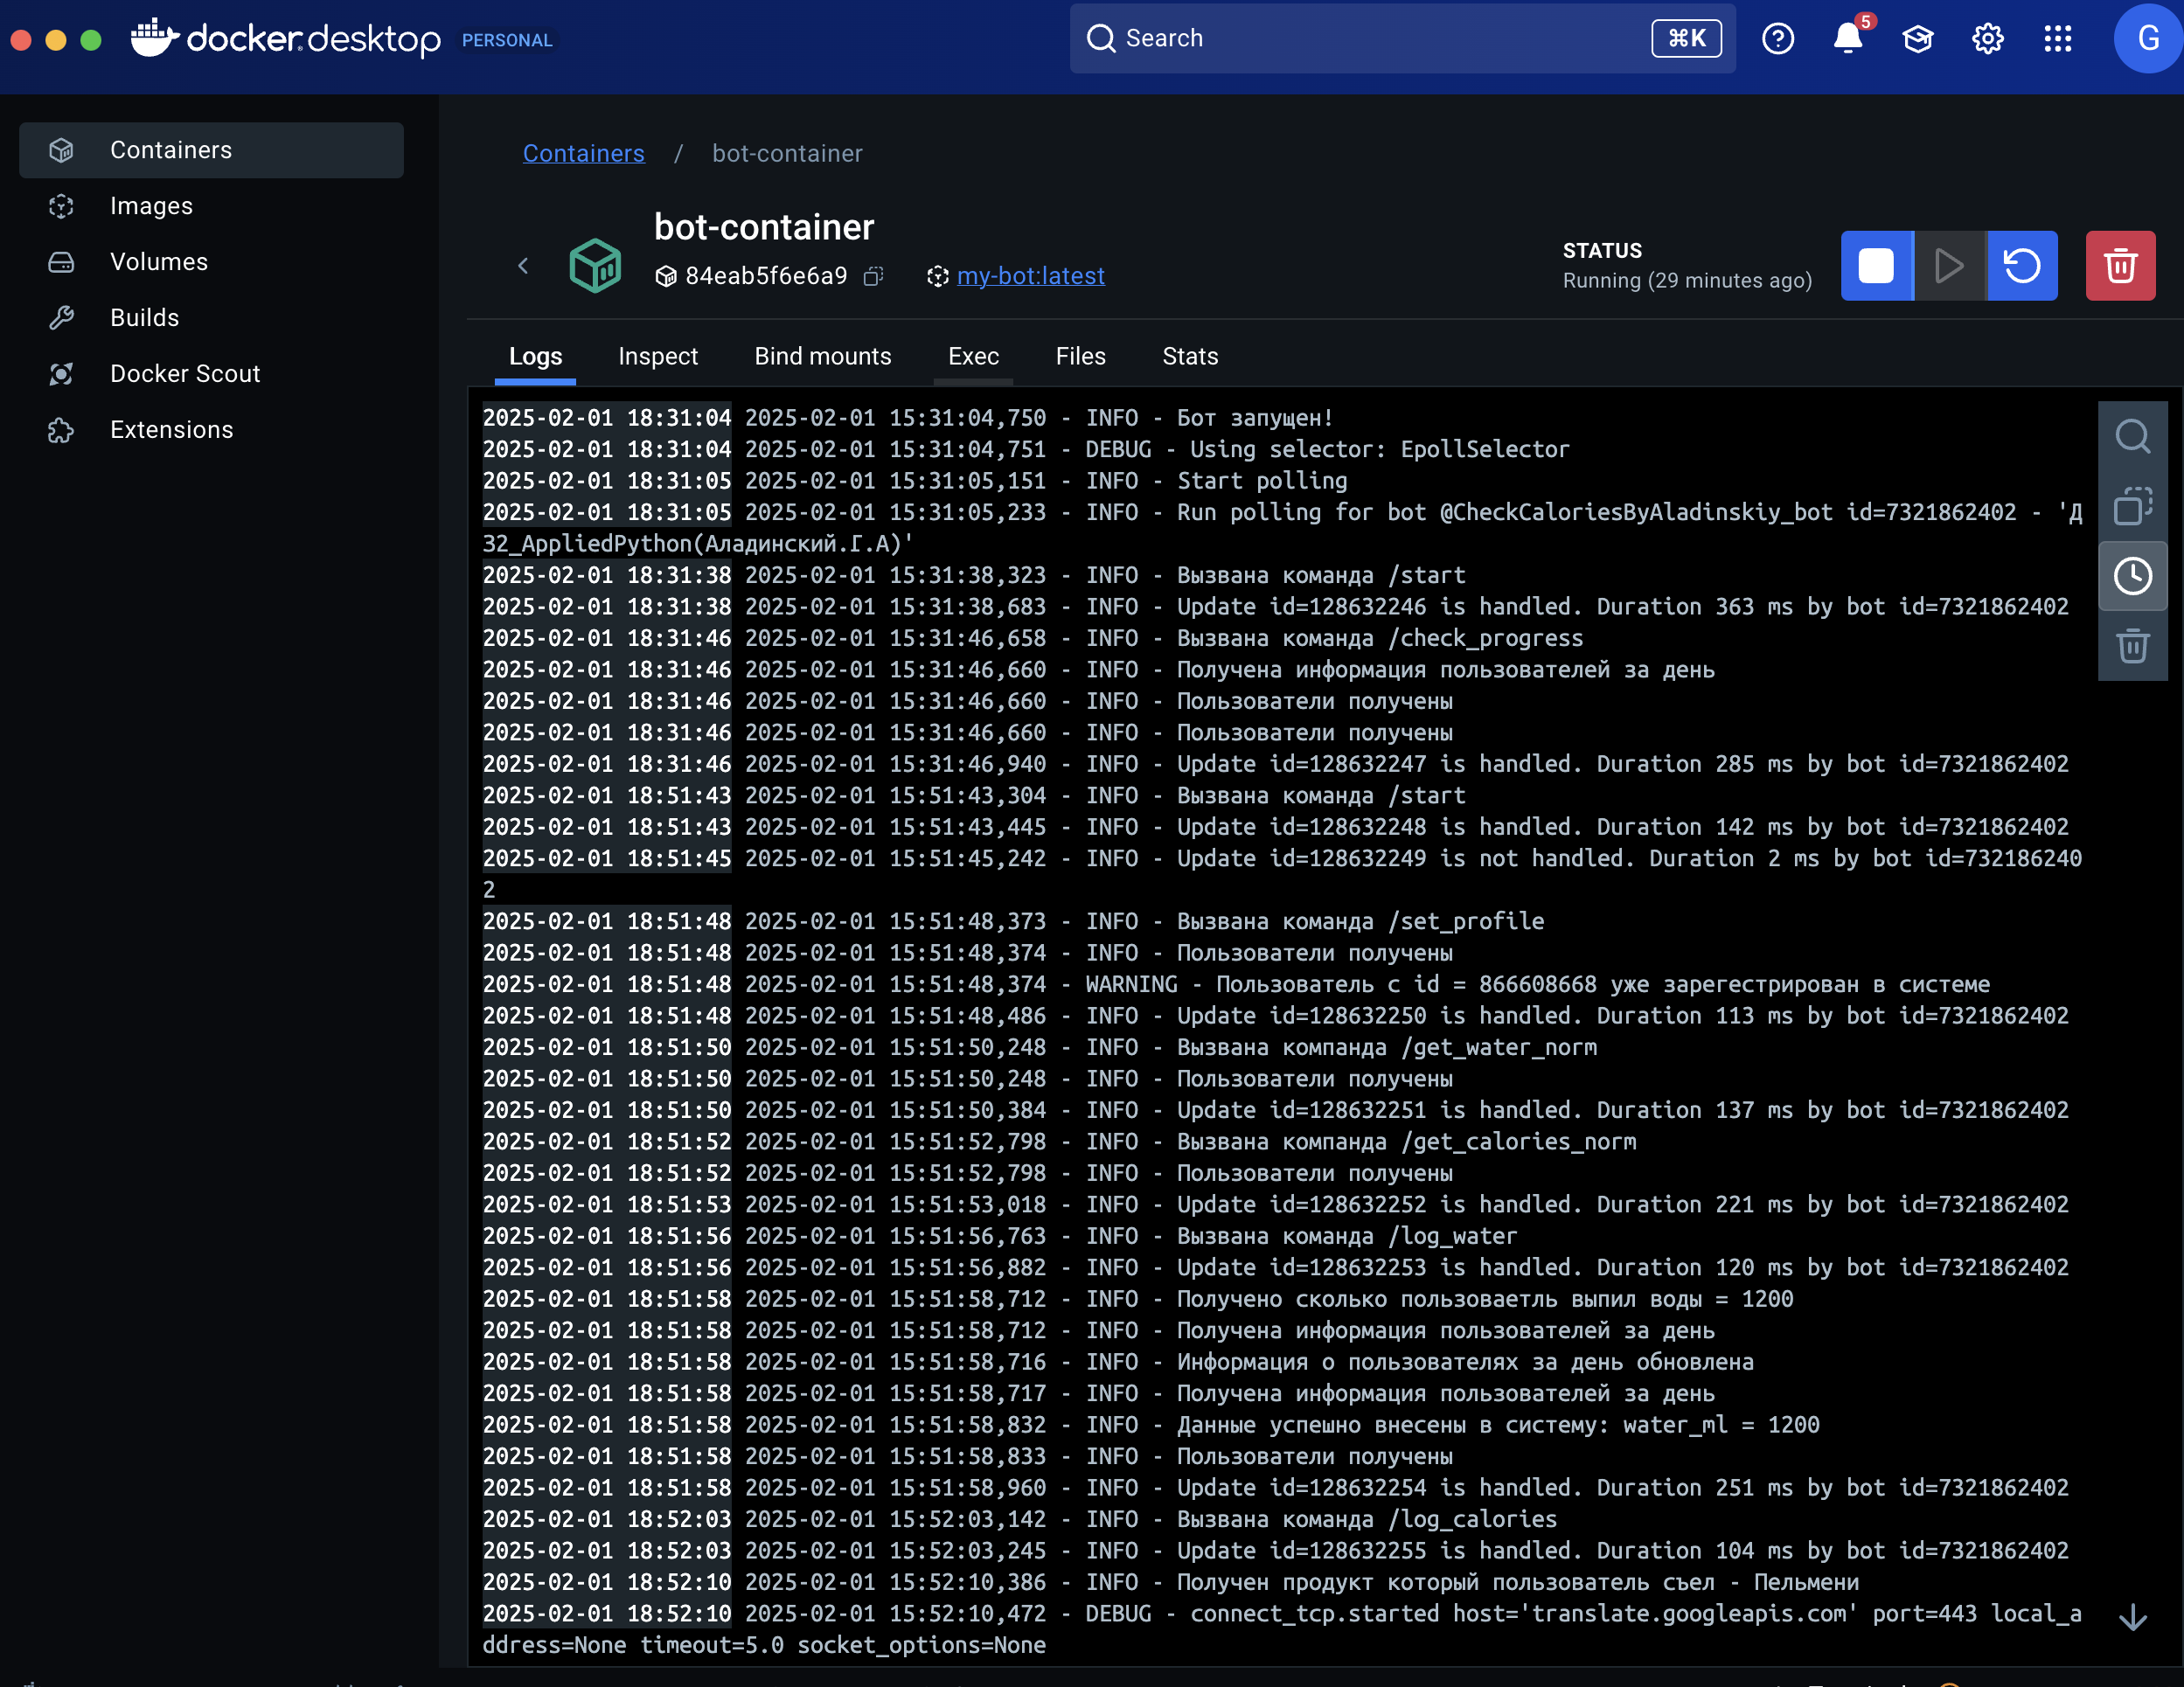 docker desktop PERSONAL
Search
⌘K
5
G
Containers
Images
Volumes
Builds
Docker Scout
Extensions
Containers / bot-container
bot-container
84eab5f6e6a9 my-bot:latest
STATUS
Running (29 minutes ago)
Logs Inspect Bind mounts Exec Files Stats
2025-02-01 18:31:04 2025-02-01 15:31:04,750 - INFO - Бот запущен!
2025-02-01 18:31:04 2025-02-01 15:31:04,751 - DEBUG - Using selector: EpollSelector
2025-02-01 18:31:05 2025-02-01 15:31:05,151 - INFO - Start polling
2025-02-01 18:31:05 2025-02-01 15:31:05,233 - INFO - Run polling for bot @CheckCaloriesByAladinskiy_bot id=7321862402 - 'Д
32_AppliedPython(Аладинский.Г.А)'
2025-02-01 18:31:38 2025-02-01 15:31:38,323 - INFO - Вызвана команда /start
2025-02-01 18:31:38 2025-02-01 15:31:38,683 - INFO - Update id=128632246 is handled. Duration 363 ms by bot id=7321862402
2025-02-01 18:31:46 2025-02-01 15:31:46,658 - INFO - Вызвана команда /check_progress
2025-02-01 18:31:46 2025-02-01 15:31:46,660 - INFO - Получена информация пользователей за день
2025-02-01 18:31:46 2025-02-01 15:31:46,660 - INFO - Пользователи получены
2025-02-01 18:31:46 2025-02-01 15:31:46,660 - INFO - Пользователи получены
2025-02-01 18:31:46 2025-02-01 15:31:46,940 - INFO - Update id=128632247 is handled. Duration 285 ms by bot id=7321862402
2025-02-01 18:51:43 2025-02-01 15:51:43,304 - INFO - Вызвана команда /start
2025-02-01 18:51:43 2025-02-01 15:51:43,445 - INFO - Update id=128632248 is handled. Duration 142 ms by bot id=7321862402
2025-02-01 18:51:45 2025-02-01 15:51:45,242 - INFO - Update id=128632249 is not handled. Duration 2 ms by bot id=732186240
2
2025-02-01 18:51:48 2025-02-01 15:51:48,373 - INFO - Вызвана команда /set_profile
2025-02-01 18:51:48 2025-02-01 15:51:48,374 - INFO - Пользователи получены
2025-02-01 18:51:48 2025-02-01 15:51:48,374 - WARNING - Пользователь с id = 866608668 уже зарегестрирован в системе
2025-02-01 18:51:48 2025-02-01 15:51:48,486 - INFO - Update id=128632250 is handled. Duration 113 ms by bot id=7321862402
2025-02-01 18:51:50 2025-02-01 15:51:50,248 - INFO - Вызвана компанда /get_water_norm
2025-02-01 18:51:50 2025-02-01 15:51:50,248 - INFO - Пользователи получены
2025-02-01 18:51:50 2025-02-01 15:51:50,384 - INFO - Update id=128632251 is handled. Duration 137 ms by bot id=7321862402
2025-02-01 18:51:52 2025-02-01 15:51:52,798 - INFO - Вызвана компанда /get_calories_norm
2025-02-01 18:51:52 2025-02-01 15:51:52,798 - INFO - Пользователи получены
2025-02-01 18:51:53 2025-02-01 15:51:53,018 - INFO - Update id=128632252 is handled. Duration 221 ms by bot id=7321862402
2025-02-01 18:51:56 2025-02-01 15:51:56,763 - INFO - Вызвана команда /log_water
2025-02-01 18:51:56 2025-02-01 15:51:56,882 - INFO - Update id=128632253 is handled. Duration 120 ms by bot id=7321862402
2025-02-01 18:51:58 2025-02-01 15:51:58,712 - INFO - Получено сколько пользоваетль выпил воды = 1200
2025-02-01 18:51:58 2025-02-01 15:51:58,712 - INFO - Получена информация пользователей за день
2025-02-01 18:51:58 2025-02-01 15:51:58,716 - INFO - Информация о пользователях за день обновлена
2025-02-01 18:51:58 2025-02-01 15:51:58,717 - INFO - Получена информация пользователей за день
2025-02-01 18:51:58 2025-02-01 15:51:58,832 - INFO - Данные успешно внесены в систему: water_ml = 1200
2025-02-01 18:51:58 2025-02-01 15:51:58,833 - INFO - Пользователи получены
2025-02-01 18:51:58 2025-02-01 15:51:58,960 - INFO - Update id=128632254 is handled. Duration 251 ms by bot id=7321862402
2025-02-01 18:52:03 2025-02-01 15:52:03,142 - INFO - Вызвана команда /log_calories
2025-02-01 18:52:03 2025-02-01 15:52:03,245 - INFO - Update id=128632255 is handled. Duration 104 ms by bot id=7321862402
2025-02-01 18:52:10 2025-02-01 15:52:10,386 - INFO - Получен продукт который пользователь съел - Пельмени
2025-02-01 18:52:10 2025-02-01 15:52:10,472 - DEBUG - connect_tcp.started host='translate.googleapis.com' port=443 local_a
ddress=None timeout=5.0 socket_options=None